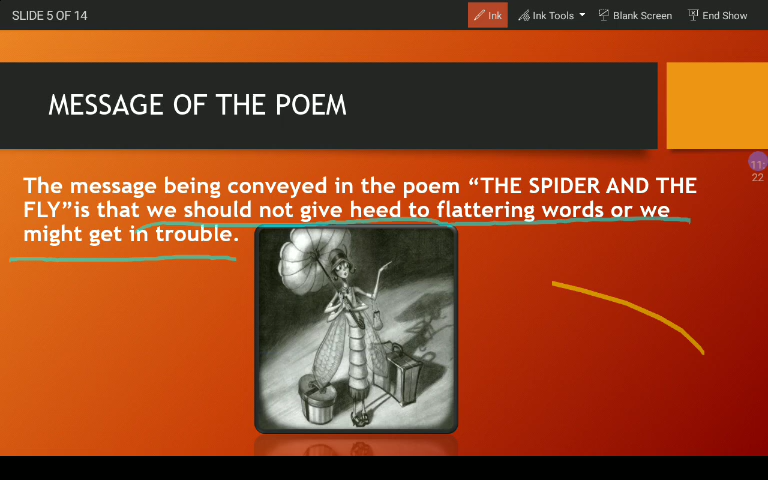 SLIDE 5 OF 14
Ink
Ink Tools
Blank Screen
End Show
MESSAGE OF THE POEM
The message being conveyed in the poem “THE SPIDER AND THE
FLY”is that we should not give heed to flattering words or we
might get in trouble.
11:
22